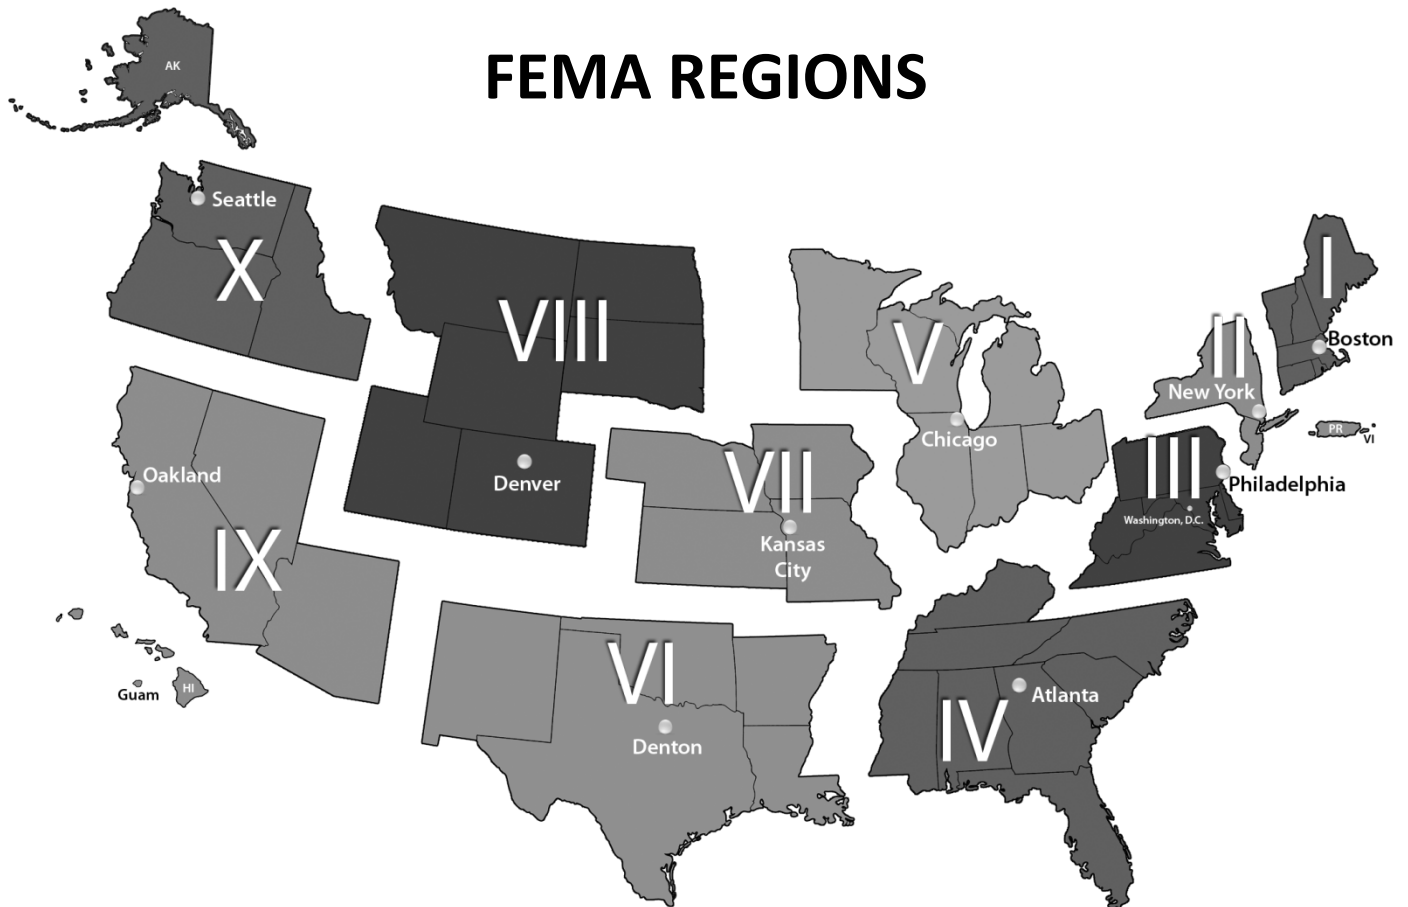 FEMA REGIONS
AK
Seattle
X
VIII
V
I
II
Boston
New York
PR
VI
Chicago
III
Philadelphia
Washington, D.C.
Oakland
Denver
VII
Kansas
City
IX
Guam
HI
VI
Denton
IV
Atlanta